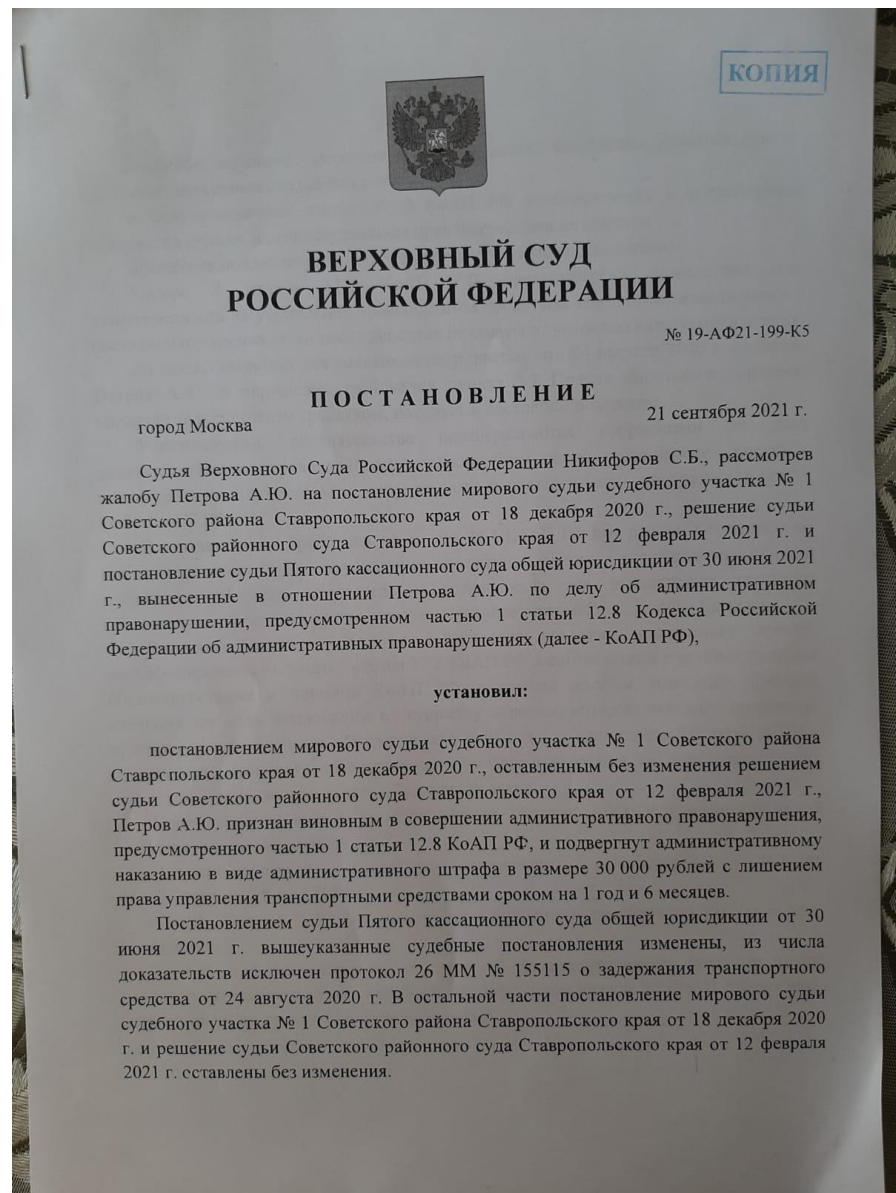 КОПИЯ
ВЕРХОВНЫЙ СУД
РОССИЙСКОЙ ФЕДЕРАЦИИ
№ 19-АФ21-199-К5
ПОСТАНОВЛЕНИЕ
город Москва
21 сентября 2021 г.
Судья Верховного Суда Российской Федерации Никифоров С.Б., рассмотрев
жалобу Петрова А.Ю. на постановление мирового судьи судебного участка № 1
Советского района Ставропольского края от 18 декабря 2020 г., решение судьи
Советского районного суда Ставропольского края от 12 февраля 2021 г. и
постановление судьи Пятого кассационного суда общей юрисдикции от 30 июня 2021
г., вынесенные в отношении Петрова А.Ю. по делу об административном
правонарушении, предусмотренном частью 1 статьи 12.8 Кодекса Российской
Федерации об административных правонарушениях (далее - КоАП РФ),
установил:
постановлением мирового судьи судебного участка № 1 Советского района
Ставропольского края от 18 декабря 2020 г., оставленным без изменения решением
судьи Советского районного суда Ставропольского края от 12 февраля 2021 г.,
Петров А.Ю. признан виновным в совершении административного правонарушения,
предусмотренного частью 1 статьи 12.8 КоАП РФ, и подвергнут административному
наказанию в виде административного штрафа в размере 30 000 рублей с лишением
права управления транспортными средствами сроком на 1 год и 6 месяцев.
Постановлением судьи Пятого кассационного суда общей юрисдикции от 30
июня 2021 г. вышеуказанные судебные постановления изменены, из числа
доказательств исключен протокол 26 ММ № 155115 о задержания транспортного
средства от 24 августа 2020 г. В остальной части постановление мирового судьи
судебного участка № 1 Советского района Ставропольского края от 18 декабря 2020
г. и решение судьи Советского районного суда Ставропольского края от 12 февраля
2021 г. оставлены без изменения.